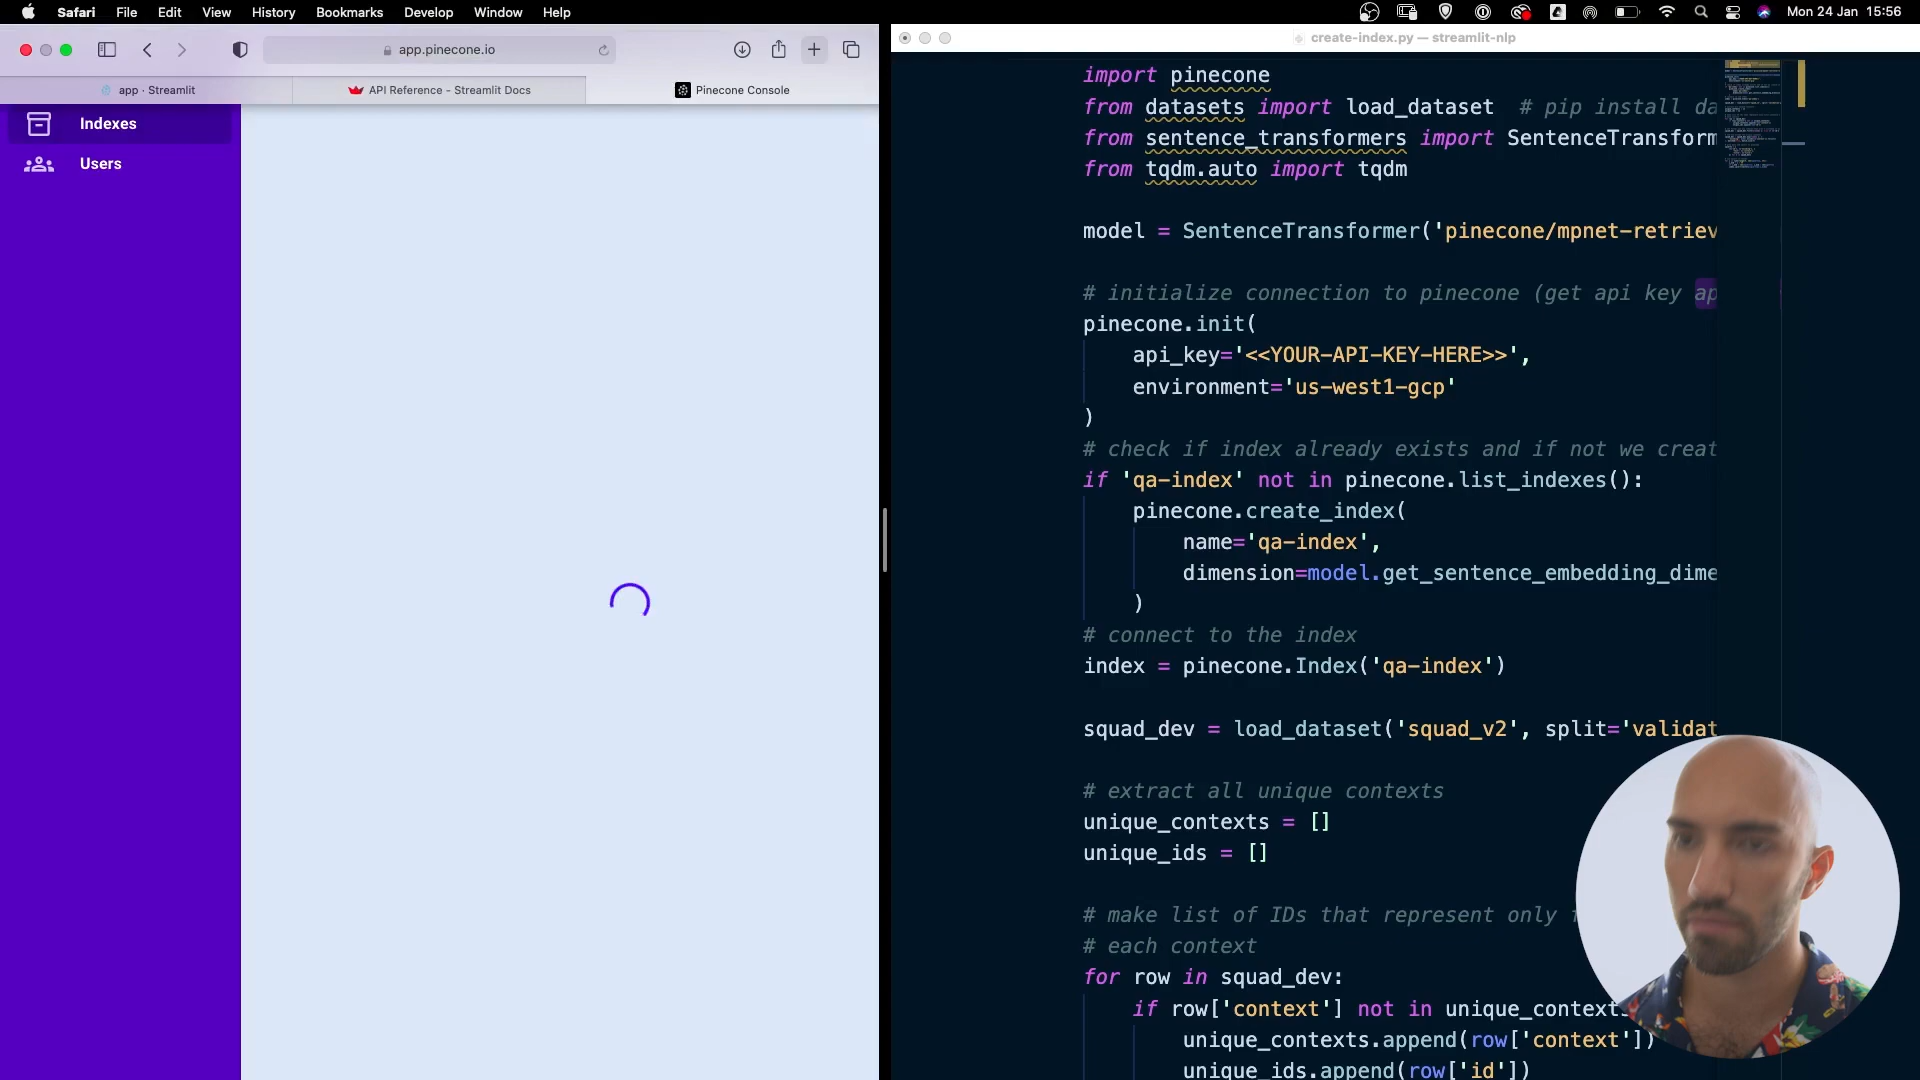 Safari File Edit View History Bookmarks Develop Window Help
Mon 24 Jan 15:56
app.pinecone.io
app · Streamlit
API Reference - Streamlit Docs
Pinecone Console
Indexes
Users
create-index.py — streamlit-nlp
import pinecone
from datasets import load_dataset # pip install da
from sentence_transformers import SentenceTransform
from tqdm.auto import tqdm
model = SentenceTransformer('pinecone/mpnet-retriev
# initialize connection to pinecone (get api key ap
pinecone.init(
api_key='<<YOUR-API-KEY-HERE>>',
environment='us-west1-gcp'
)
# check if index already exists and if not we creat
if 'qa-index' not in pinecone.list_indexes():
pinecone.create_index(
name='qa-index',
dimension=model.get_sentence_embedding_dime
)
# connect to the index
index = pinecone.Index('qa-index')
squad_dev = load_dataset('squad_v2', split='validat
# extract all unique contexts
unique_contexts = []
unique_ids = []
# make list of IDs that represent only
# each context
for row in squad_dev:
if row['context'] not in unique_contexts
unique_contexts.append(row['context'])
unique_ids.append(row['id'])